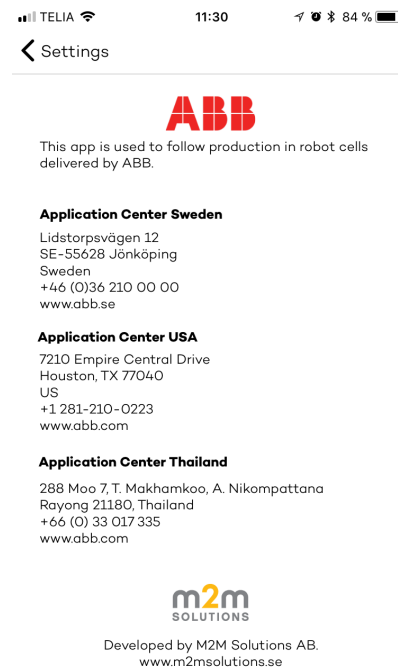 TELIA 11:30 84 %
Settings
ABB
This app is used to follow production in robot cells
delivered by ABB.
Application Center Sweden
Lidstorpsvägen 12
SE-55628 Jönköping
Sweden
+46 (0)36 210 00 00
www.abb.se
Application Center USA
7210 Empire Central Drive
Houston, TX 77040
US
+1 281-210-0223
www.abb.com
Application Center Thailand
288 Moo 7, T. Makhamkoo, A. Nikompattana
Rayong 21180, Thailand
+66 (0) 33 017 335
www.abb.com
m2m
SOLUTIONS
Developed by M2M Solutions AB.
www.m2msolutions.se